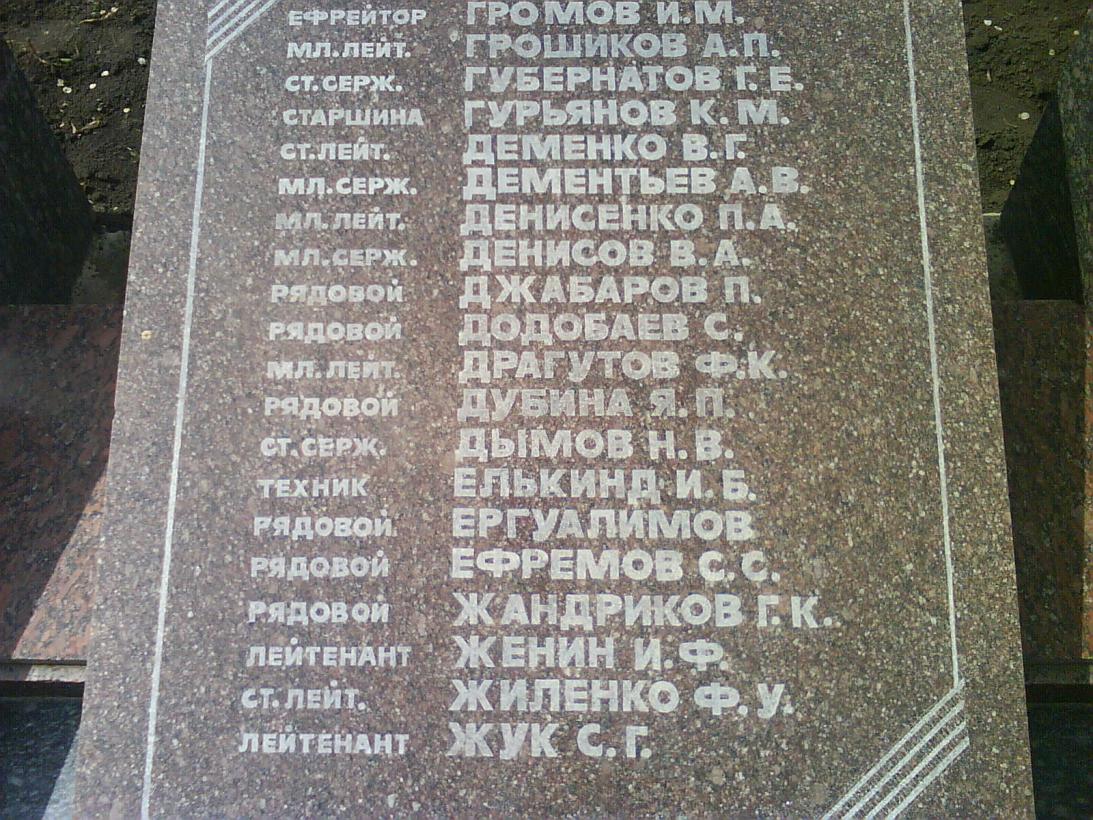 ЕФРЕЙТОР ГРОМОВ И.М.
МЛ.ЛЕЙТ. ГРОШИКОВ А.П.
СТ.СЕРЖ. ГУБЕРНАТОВ Г.Е.
СТАРШИНА ГУРЬЯНОВ К.М.
СТ.ЛЕЙТ. ДЕМЕНКО В.Г.
МЛ.СЕРЖ. ДЕМЕНТЬЕВ А.В.
МЛ.ЛЕЙТ. ДЕНИСЕНКО П.А.
МЛ.СЕРЖ. ДЕНИСОВ В.А.
РЯДОВОЙ ДЖАБАРОВ П.
РЯДОВОЙ ДОДОБАЕВ С.
МЛ.ЛЕЙТ. ДРАГУТОВ Ф.К.
РЯДОВОЙ ДУБИНА Я.П.
СТ.СЕРЖ. ДЫМОВ Н.В.
ТЕХНИК ЕЛЬКИНД И.Б.
РЯДОВОЙ ЕРГУАЛИМОВ
РЯДОВОЙ ЕФРЕМОВ С.С.
РЯДОВОЙ ЖАНДРИКОВ Г.К.
ЛЕЙТЕНАНТ ЖЕНИН И.Ф.
СТ.ЛЕЙТ. ЖИЛЕНКО Ф.У.
ЛЕЙТЕНАНТ ЖУК С.Г.